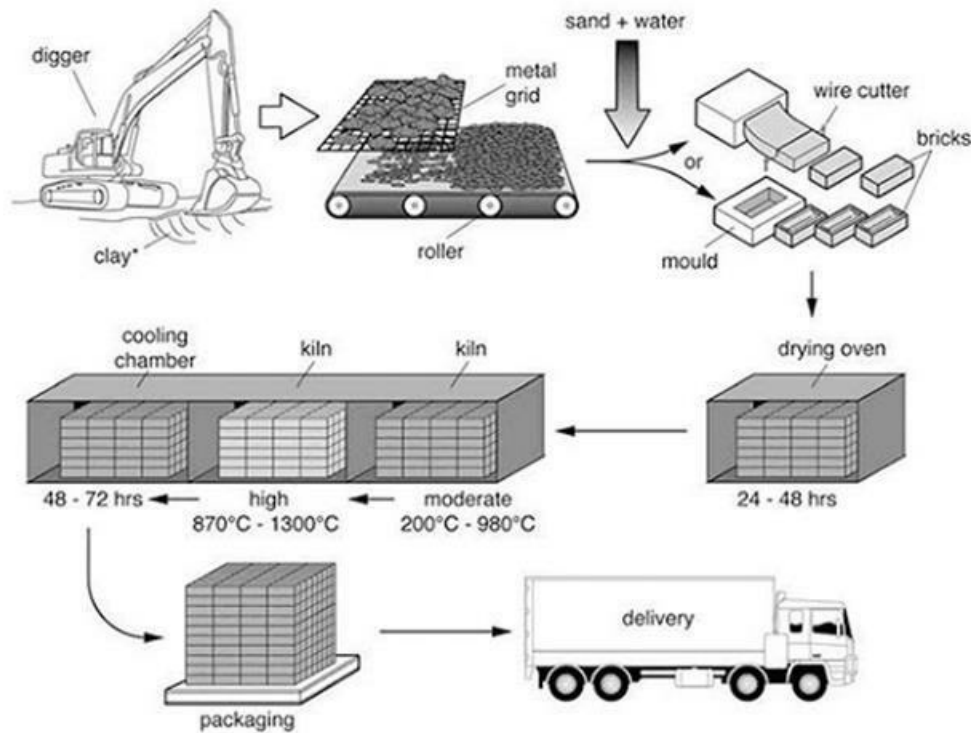 digger
clay*
metal
grid
roller
sand + water
or
wire cutter
bricks
mould
drying oven
24 - 48 hrs
kiln
moderate
200°C - 980°C
kiln
high
870°C - 1300°C
cooling
chamber
48 - 72 hrs
packaging
delivery